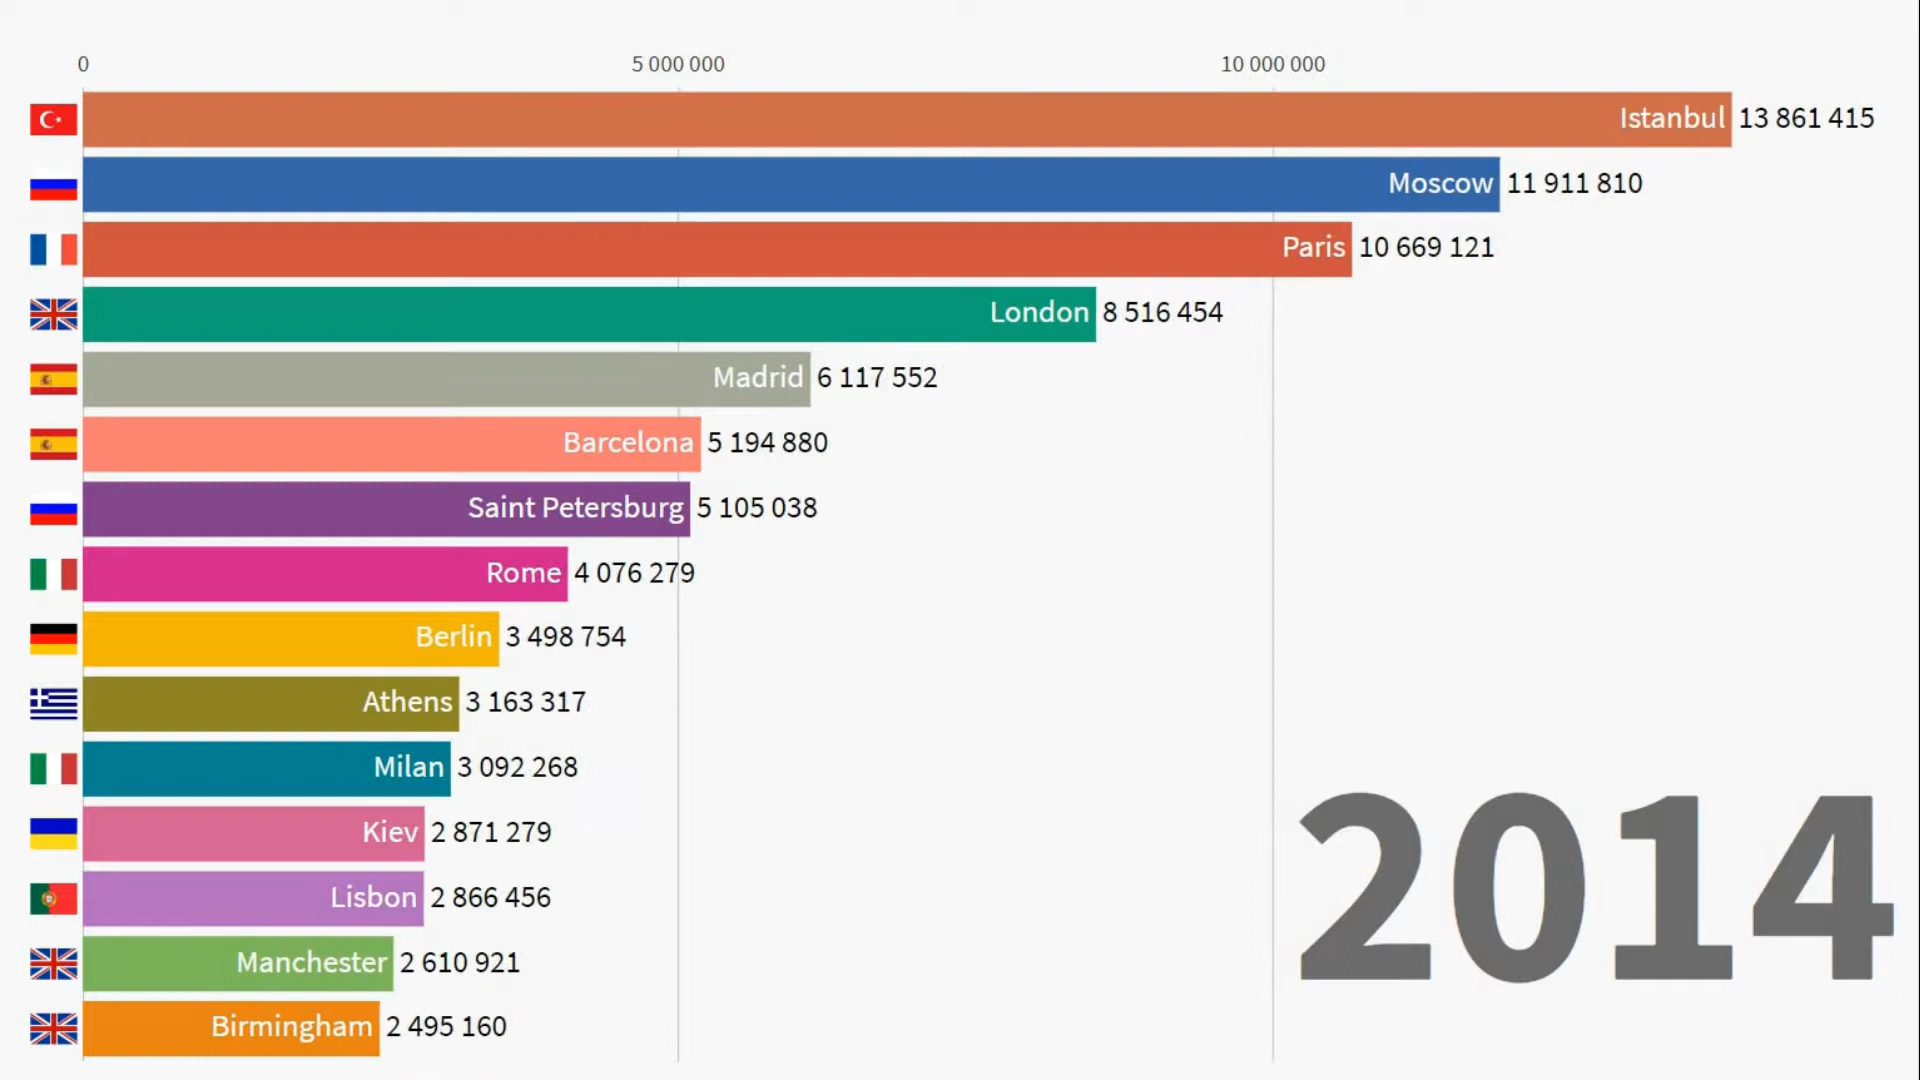 0 5 000 000 10 000 000
Istanbul 13 861 415
Moscow 11 911 810
Paris 10 669 121
London 8 516 454
Madrid 6 117 552
Barcelona 5 194 880
Saint Petersburg 5 105 038
Rome 4 076 279
Berlin 3 498 754
Athens 3 163 317
Milan 3 092 268
Kiev 2 871 279
Lisbon 2 866 456
Manchester 2 610 921
Birmingham 2 495 160
2014